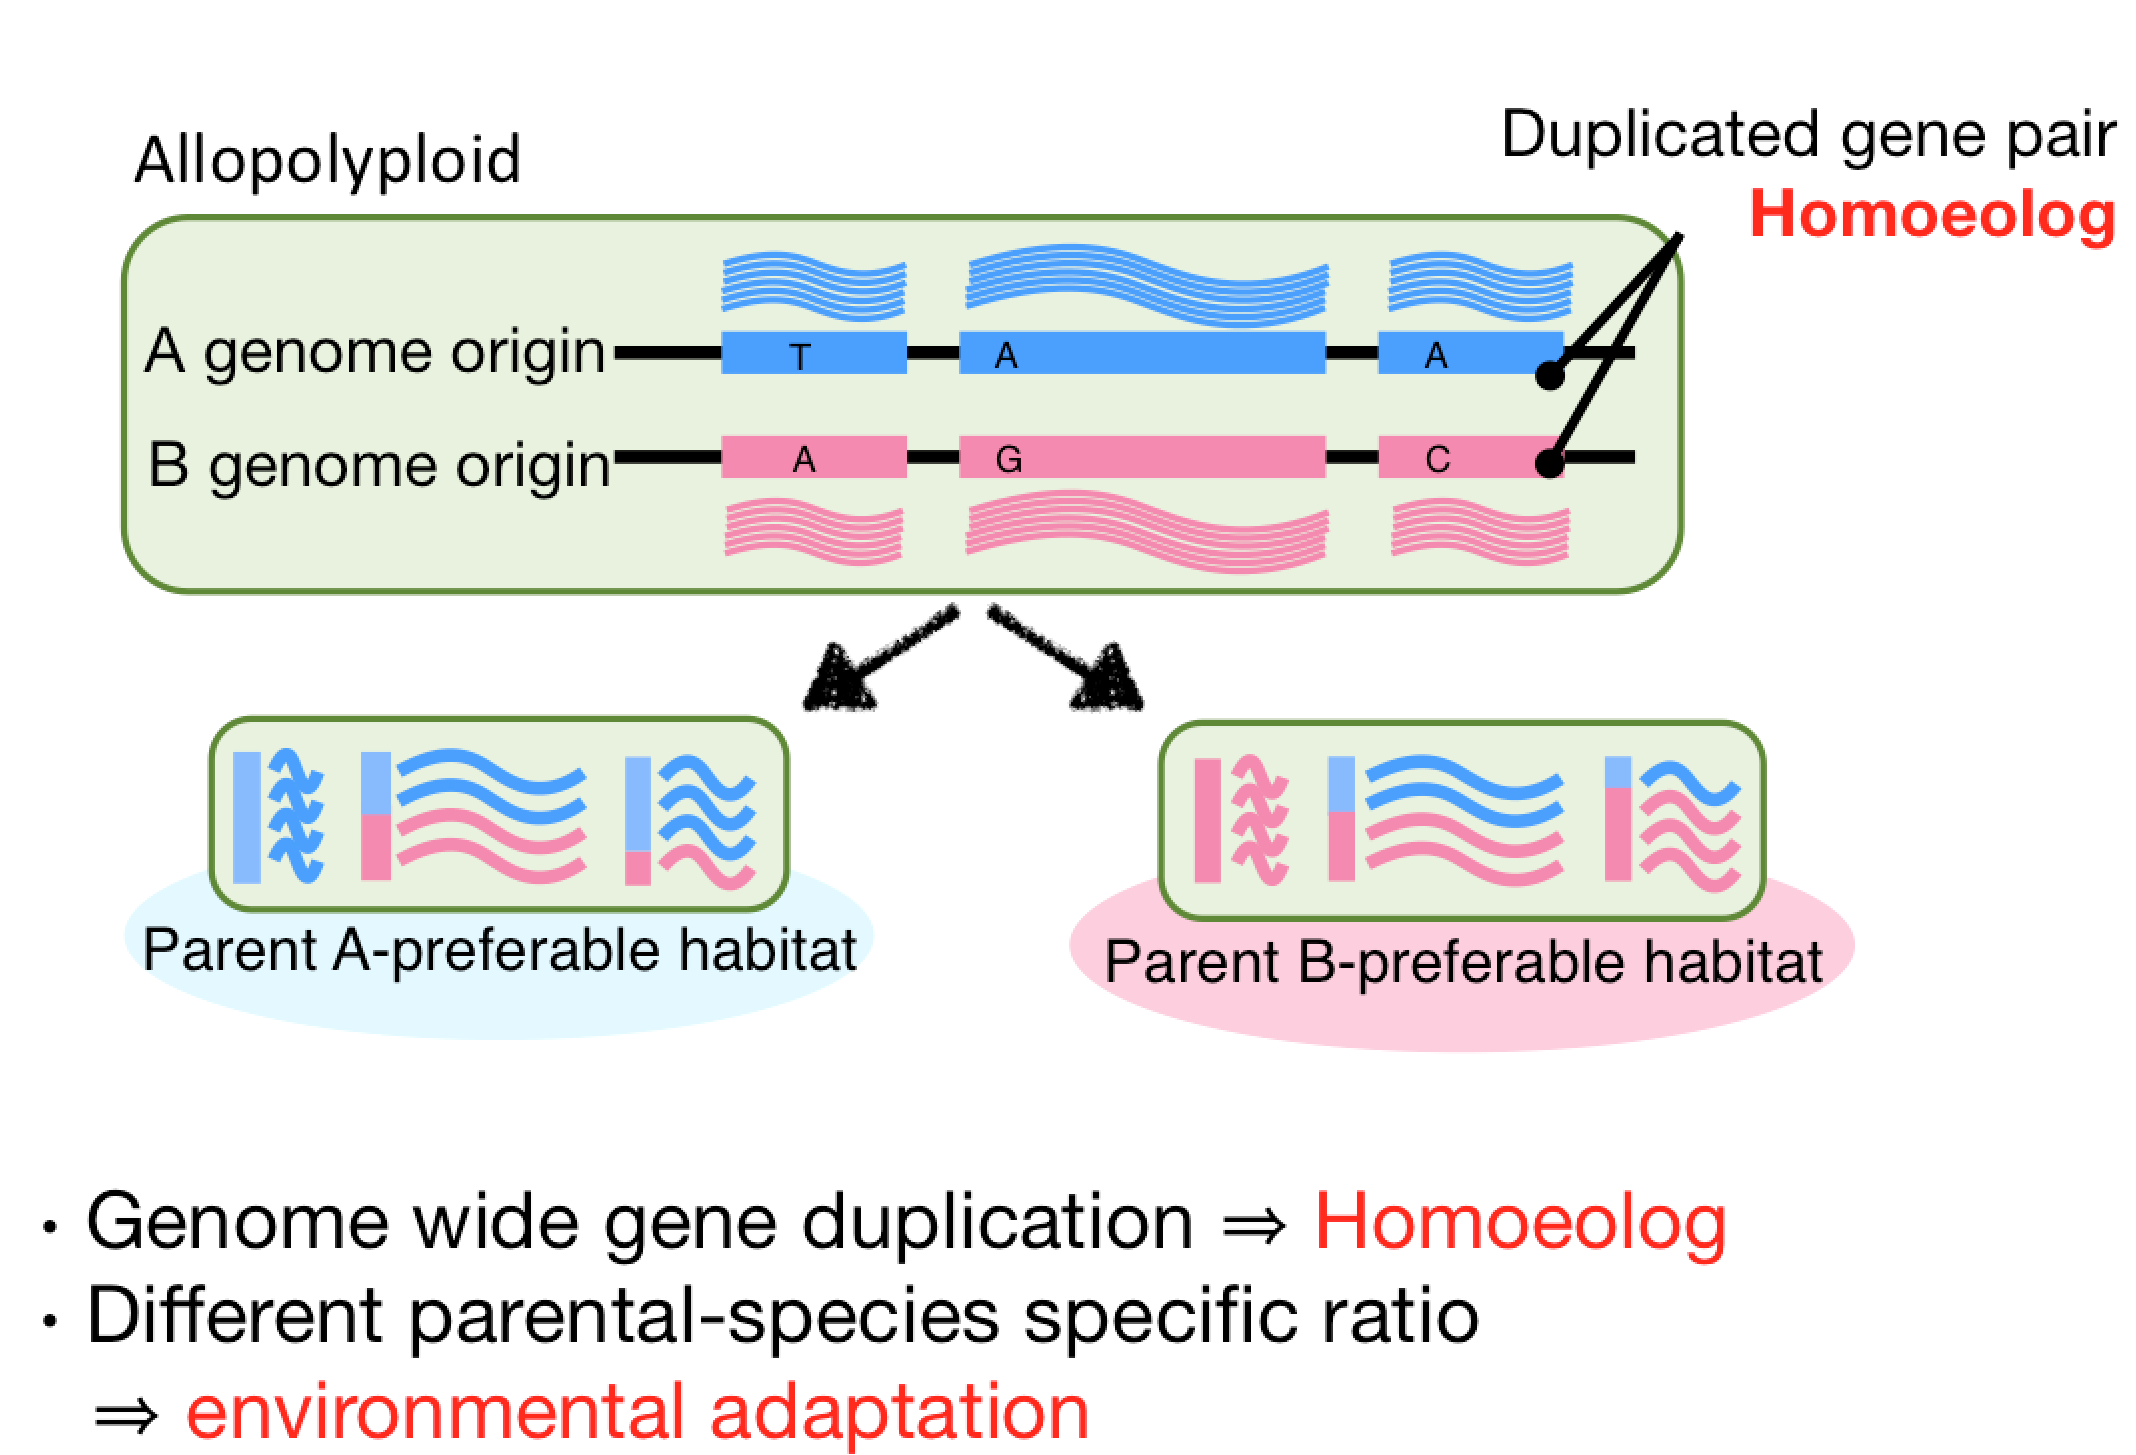 Allopolyploid
Duplicated gene pair
Homoeolog
A genome origin
T A A
B genome origin
A G C
Parent A-preferable habitat
Parent B-preferable habitat
・Genome wide gene duplication ⇒ Homoeolog
・Different parental-species specific ratio
⇒ environmental adaptation